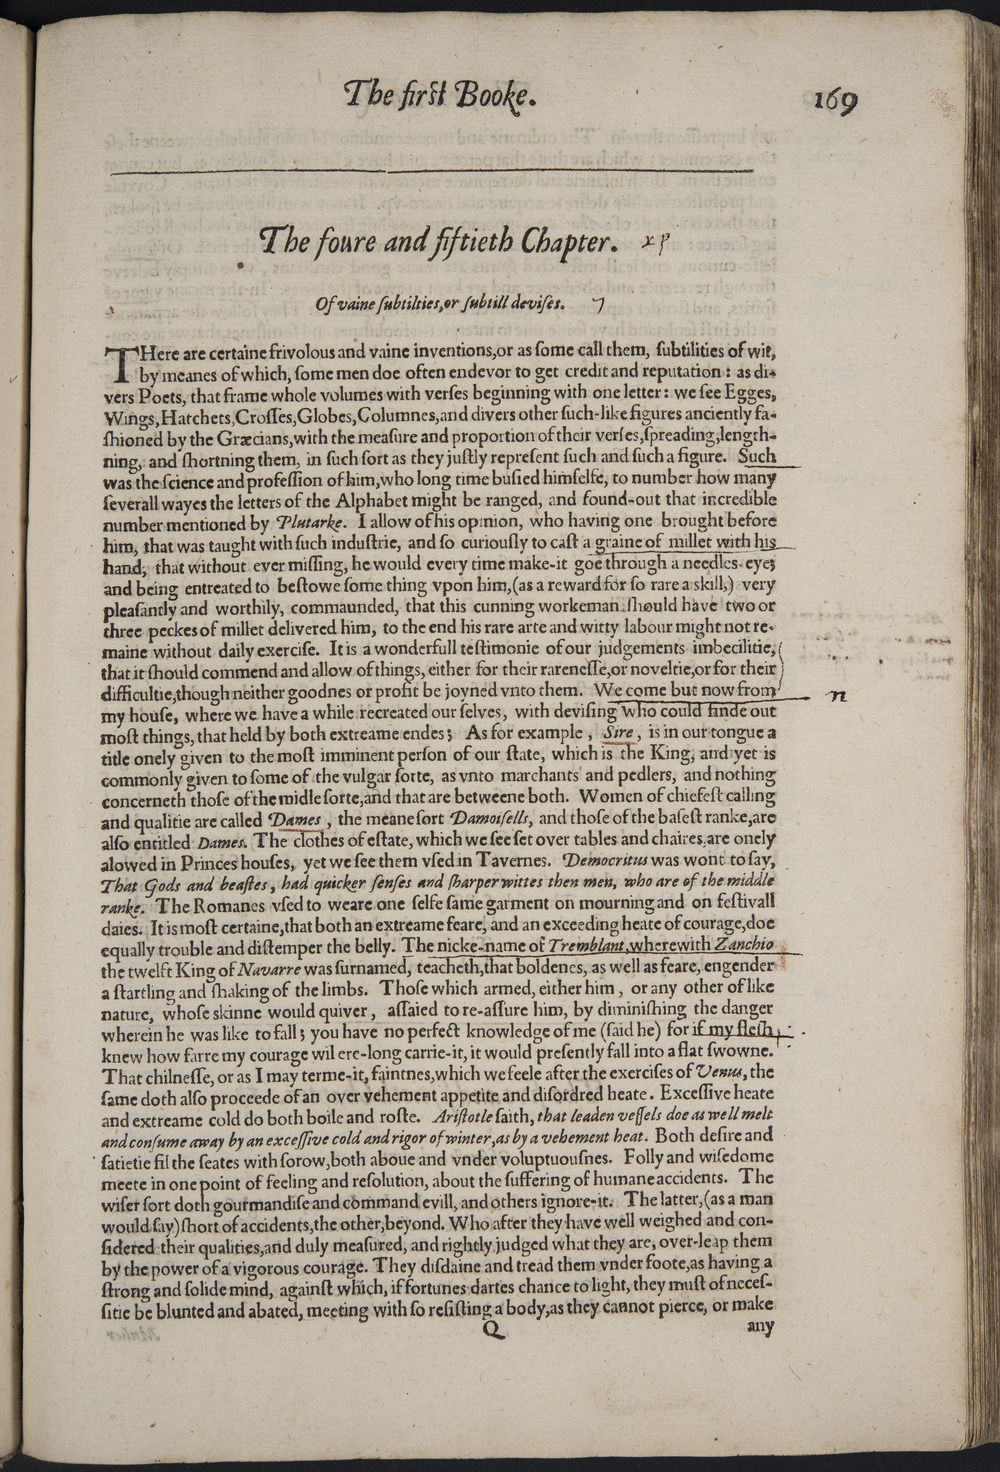 The first Booke.
169
The foure and fiftieth Chapter.
Of vaine ſubtilties,or ſubtill deviſes.
THere are certaine frivolous and vaine inventions,or as ſome call them, ſubtilities of wit,
by meanes of which, ſome men doe often endevor to get credit and reputation : as di-
vers Poets, that frame whole volumes with verſes beginning with one letter: we ſee Egges,
Wings, Hatchets,Croſſes,Globes,Columnes,and divers other ſuch-like figures anciently fa-
ſhioned by the Græcians,with the meaſure and proportion of their verſes,ſpreading,length-
ning, and ſhortning them, in ſuch ſort as they juſtly repreſent ſuch and ſuch a figure. Such
was the ſcience and profeſſion of him,who long time buſied himſelfe, to number how many
ſeverall wayes the letters of the Alphabet might be ranged, and found-out that incredible
number mentioned by Plutarke. I allow of his opinion, who having one brought before
him, that was taught with ſuch induſtrie, and ſo curiouſly to caſt a graine of millet with his
hand, that without ever miſſing, he would every time make-it goe through a needles-eye;
and being entreated to beſtowe ſome thing vpon him,(as a reward for ſo rare a skill,) very
pleaſantly and worthily, commaunded, that this cunning workeman ſhould have two or
three peckes of millet delivered him, to the end his rare arte and witty labour might not re-
maine without daily exerciſe. It is a wonderfull teſtimonie of our judgements imbecilitie,
that it ſhould commend and allow of things, either for their rareneſſe,or noveltie,or for their
difficultie,though neither goodnes or profit be joyned vnto them. We come but now from
my houſe, where we have a while recreated our ſelves, with deviſing who could finde out
moſt things, that held by both extreame endes; As for example, Sire, is in our tongue a
title onely given to the moſt imminent perſon of our ſtate, which is the King, and yet is
commonly given to ſome of the vulgar ſorte, as vnto marchants and pedlers, and nothing
concerneth thoſe of the midle ſorte,and that are betweene both. Women of chiefeſt calling
and qualitie are called Dames, the meane ſort Damoiſells, and thoſe of the baſeſt ranke,are
alſo entitled Dames. The clothes of eſtate, which we ſee ſet over tables and chaires,are onely
alowed in Princes houſes, yet we ſee them vſed in Tavernes. Democritus was wont to ſay,
That Gods and beaſtes, had quicker ſenſes and ſharper wittes then men, who are of the middle
ranke. The Romanes vſed to weare one ſelfe ſame garment on mourning and on feſtivall
daies. It is moſt certaine,that both an extreame feare, and an exceeding heate of courage,doe
equally trouble and diſtemper the belly. The nicke-name of Tremblant,wherewith Zanchio
the twelft King of Navarre was ſurnamed, teacheth,that boldenes, as well as feare, engender
a ſtartling and ſhaking of the limbs. Thoſe which armed, either him, or any other of like
nature, whoſe skinne would quiver, aſſaied to re-aſſure him, by diminiſhing the danger
wherein he was like to fall; you have no perfect knowledge of me (ſaid he) for if my fleſh
knew how farre my courage wil ere-long carrie-it, it would preſently fall into a flat ſwowne.
That chilneſſe, or as I may terme-it, faintnes,which we feele after the exerciſes of Venus, the
ſame doth alſo proceede of an over vehement appetite and diſordred heate. Exceſſive heate
and extreame cold do both boile and roſte. Ariſtotle ſaith, that leaden veſſels doe as well melt
and conſume away by an exceſſive cold and rigor of winter,as by a vehement heat. Both deſire and
ſatietie fil the ſeates with ſorow,both aboue and vnder voluptuouſnes. Folly and wiſedome
meete in one point of feeling and reſolution, about the ſuffering of humane accidents. The
wiſer ſort doth gourmandiſe and command evill, and others ignore-it. The latter,(as a man
would ſay) ſhort of accidents,the other,beyond. Who after they have well weighed and con-
ſidered their qualities,and duly meaſured, and rightly judged what they are, over-leap them
by the power of a vigorous courage. They diſdaine and tread them vnder foote,as having a
ſtrong and ſolide mind, againſt which, if fortunes dartes chance to light, they muſt of neceſ-
ſitie be blunted and abated, meeting with ſo reſiſting a body,as they cannot pierce, or make
Q
any